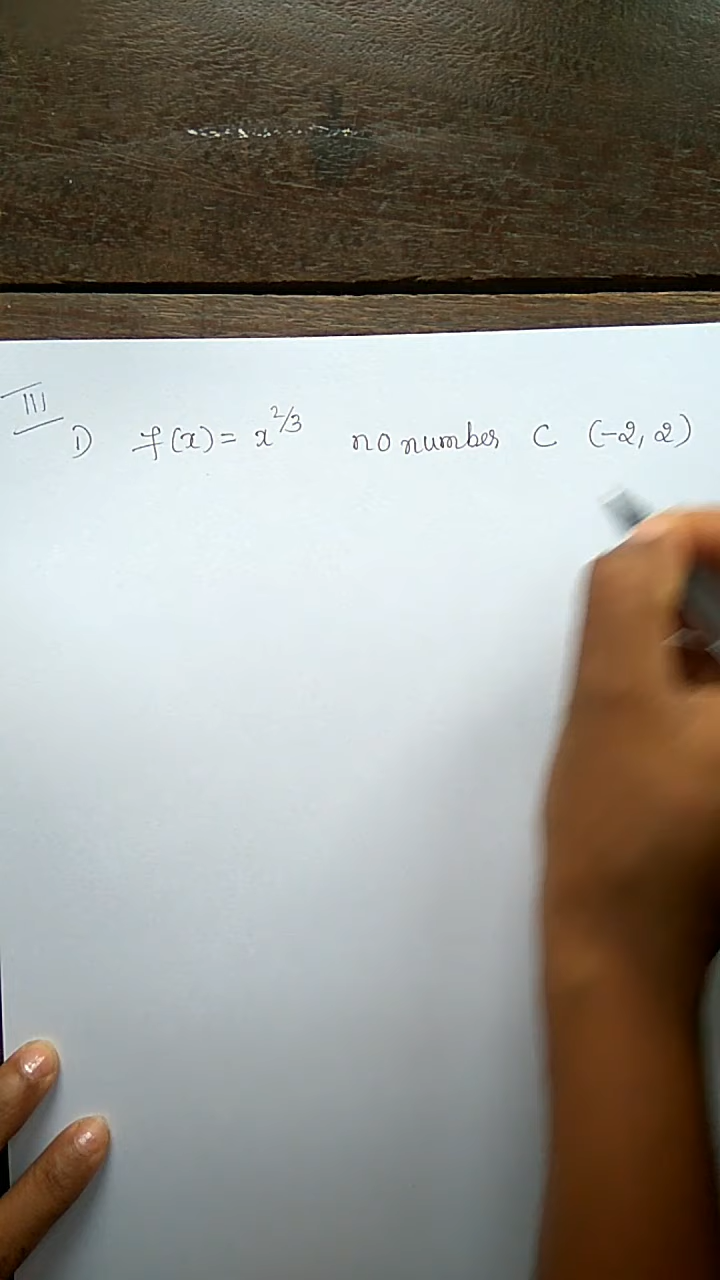 III
1) f(x) = x^{2/3} no number C (-2, 2)